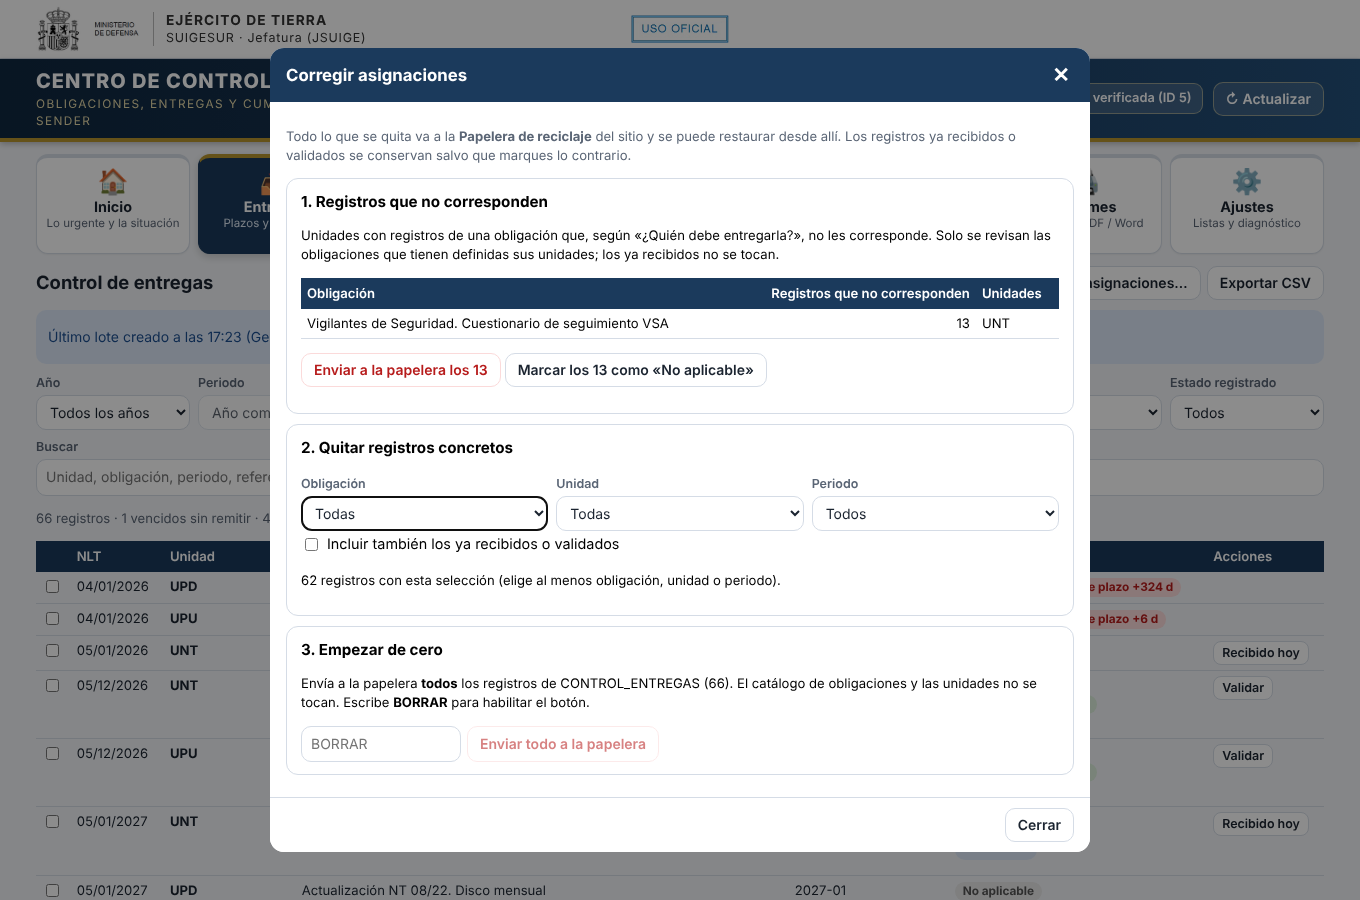 MINISTERIO
DE DEFENSA
EJÉRCITO DE TIERRA
SUIGESUR · Jefatura (JSUIGE)
USO OFICIAL
CENTRO DE CONTROL
OBLIGACIONES, ENTREGAS Y
SENDER
verificada (ID 5)
↻ Actualizar
Inicio
Lo urgente y la situación
Plazos y
DF / Word
Ajustes
Listas y diagnóstico
Control de entregas
Exportar CSV
Último lote creado a las 17:23
Año
Periodo
Estado registrado
Todos los años
Año com
Todos
Buscar
Unidad, obligación, periodo,
66 registros · 1 vencidos sin remitir · 4
NLT
Unidad
Acciones
04/01/2026
UPD
e plazo +324 d
04/01/2026
UPU
e plazo +6 d
05/01/2026
UNT
Recibido hoy
05/12/2026
UNT
Validar
05/12/2026
UPU
Validar
05/01/2027
UNT
Recibido hoy
05/01/2027
UPD
Actualización NT 08/22. Disco mensual
2027-01
No aplicable
Corregir asignaciones
✕
Todo lo que se quita va a la Papelera de reciclaje del sitio y se puede restaurar desde allí. Los registros ya recibidos o
validados se conservan salvo que marques lo contrario.
1. Registros que no corresponden
Unidades con registros de una obligación que, según «¿Quién debe entregarla?», no les corresponde. Solo se revisan las
obligaciones que tienen definidas sus unidades; los ya recibidos no se tocan.
Obligación
Registros que no corresponden
Unidades
Vigilantes de Seguridad. Cuestionario de seguimiento VSA
13
UNT
Enviar a la papelera los 13
Marcar los 13 como «No aplicable»
2. Quitar registros concretos
Obligación
Unidad
Periodo
Todas
Todas
Todos
Incluir también los ya recibidos o validados
62 registros con esta selección (elige al menos obligación, unidad o periodo).
3. Empezar de cero
Envía a la papelera todos los registros de CONTROL_ENTREGAS (66). El catálogo de obligaciones y las unidades no se
tocan. Escribe BORRAR para habilitar el botón.
BORRAR
Enviar todo a la papelera
Cerrar